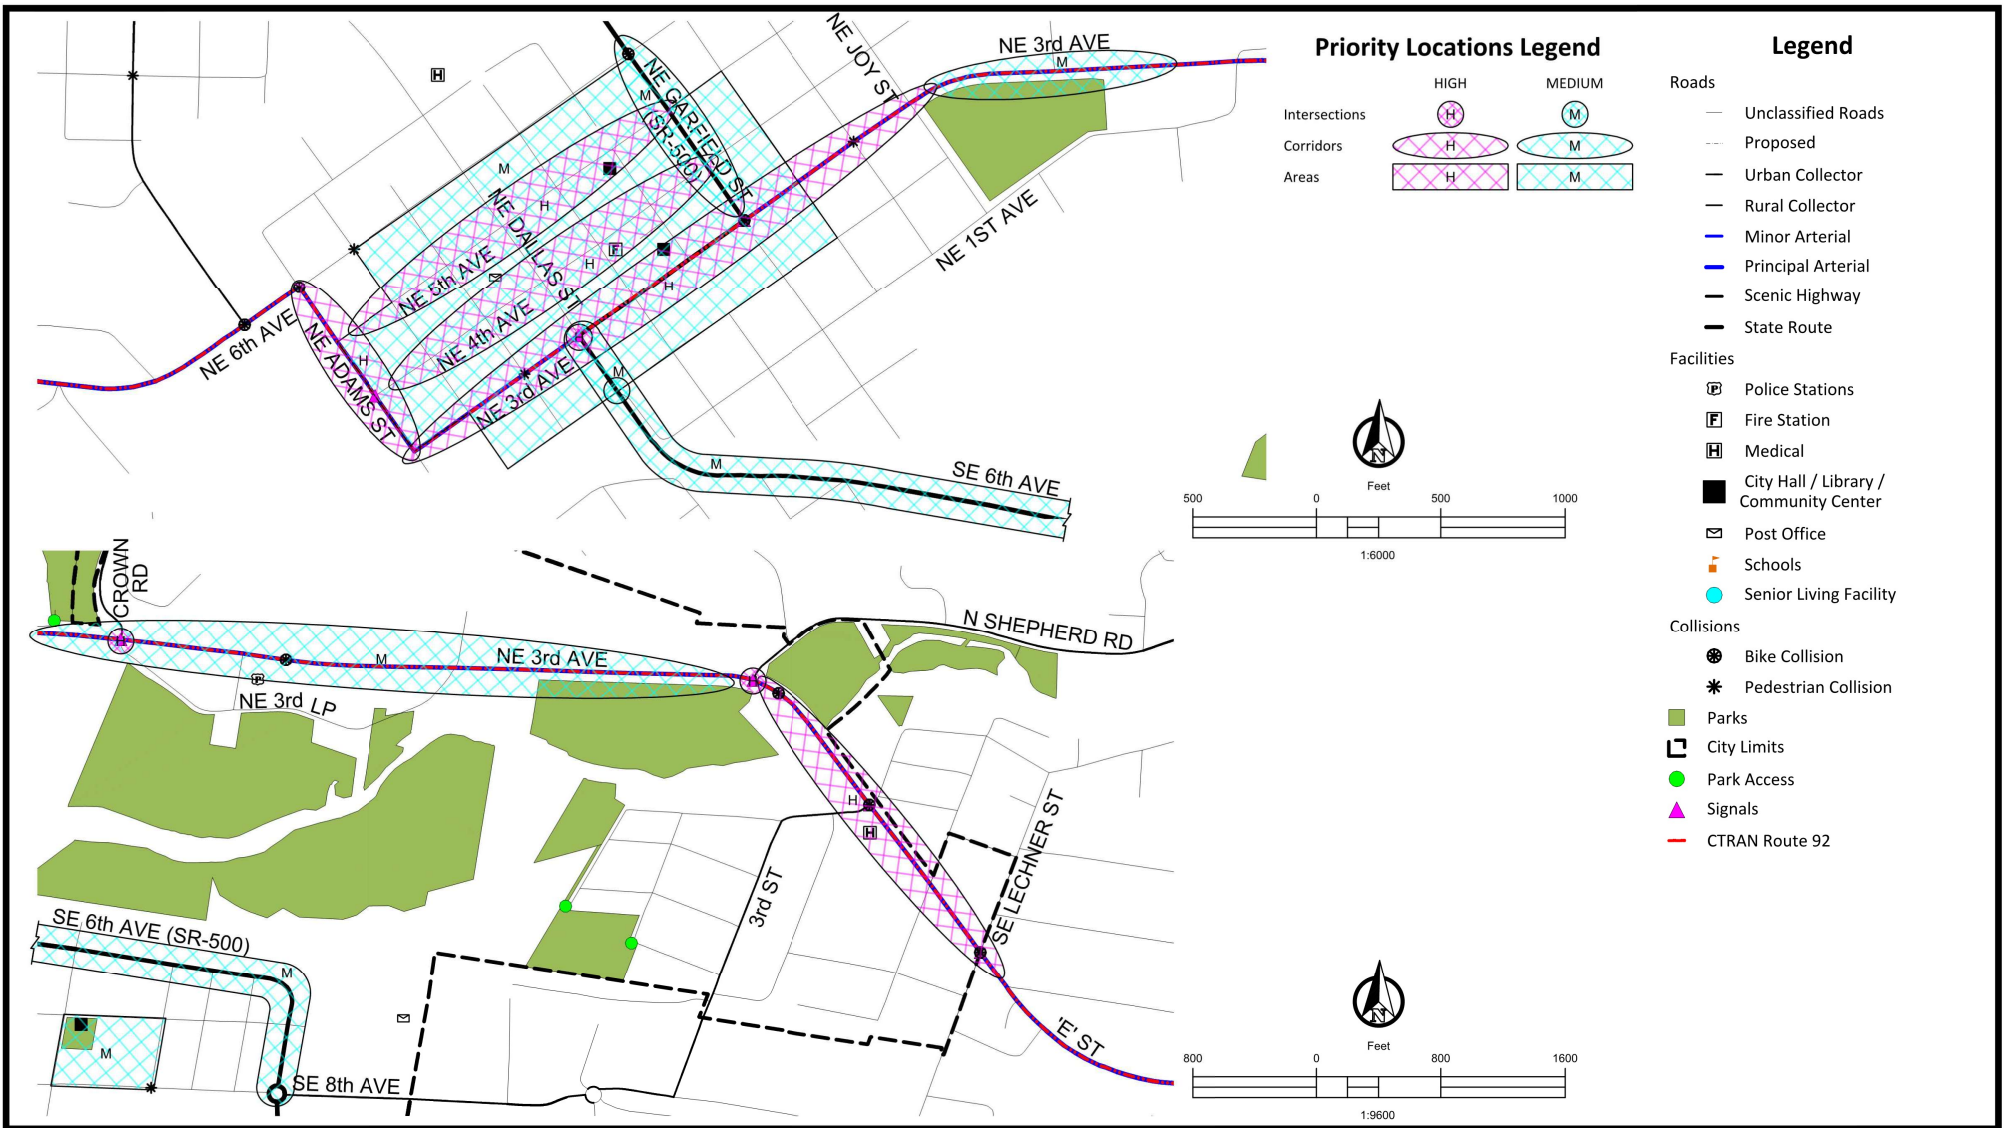 NE JOY ST
NE 3rd AVE
M
NE GARFIELD ST
(SR-500)
M
H
M
H
NE DALLAS ST
F
H
H
NE 5th AVE
NE 4th AVE
NE 3rd AVE
NE 1ST AVE
NE 6th AVE
NE ADAMS ST
H
M
M
SE 6th AVE
CROWN
RD
H
M
NE 3rd AVE
P
NE 3rd LP
H
N SHEPHERD RD
H
H
3rd ST
SE LECHNER ST
'E' ST
SE 6th AVE (SR-500)
M
M
SE 8th AVE
Priority Locations Legend
HIGH MEDIUM
Intersections H M
Corridors H M
Areas H M
N
Feet
500 0 500 1000
1:6000
N
Feet
800 0 800 1600
1:9600
Legend
Roads
Unclassified Roads
Proposed
Urban Collector
Rural Collector
Minor Arterial
Principal Arterial
Scenic Highway
State Route
Facilities
P Police Stations
F Fire Station
H Medical
City Hall / Library /
Community Center
Post Office
Schools
Senior Living Facility
Collisions
Bike Collision
Pedestrian Collision
Parks
City Limits
Park Access
Signals
CTRAN Route 92